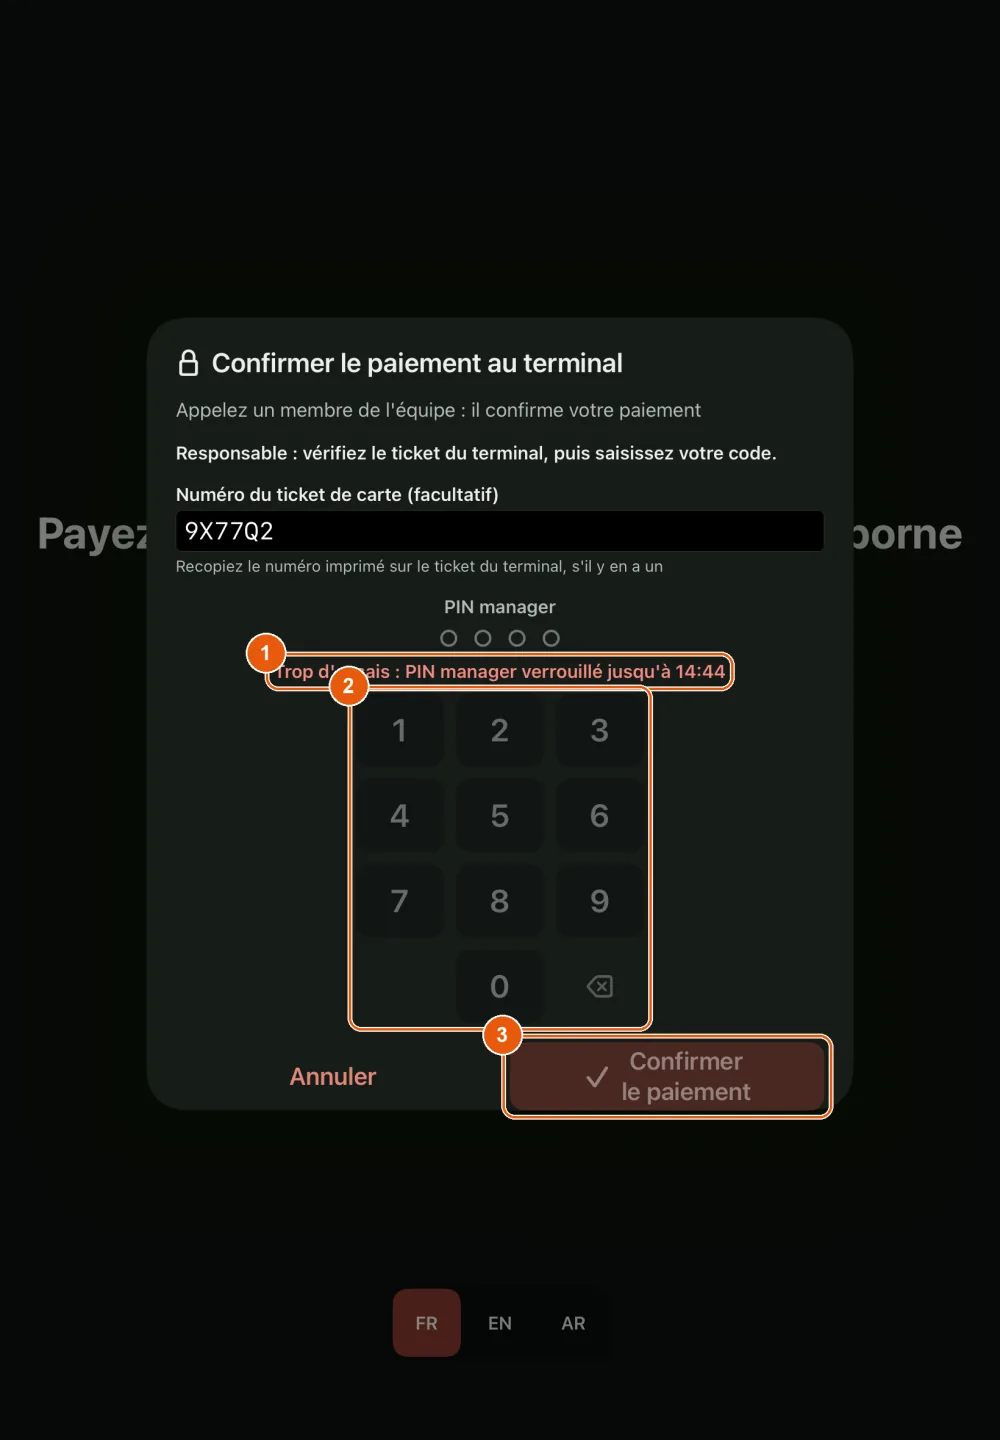 Confirmer le paiement au terminal
Appelez un membre de l'équipe : il confirme votre paiement
Responsable : vérifiez le ticket du terminal, puis saisissez votre code.
Numéro du ticket de carte (facultatif)
Payez
9X77Q2
borne
Recopiez le numéro imprimé sur le ticket du terminal, s'il y en a un
PIN manager
1
Trop : PIN manager verrouillé jusqu'à 14:44
2
1 2 3
4 5 6
7 8 9
0
3
Annuler
Confirmer
le paiement
FR EN AR